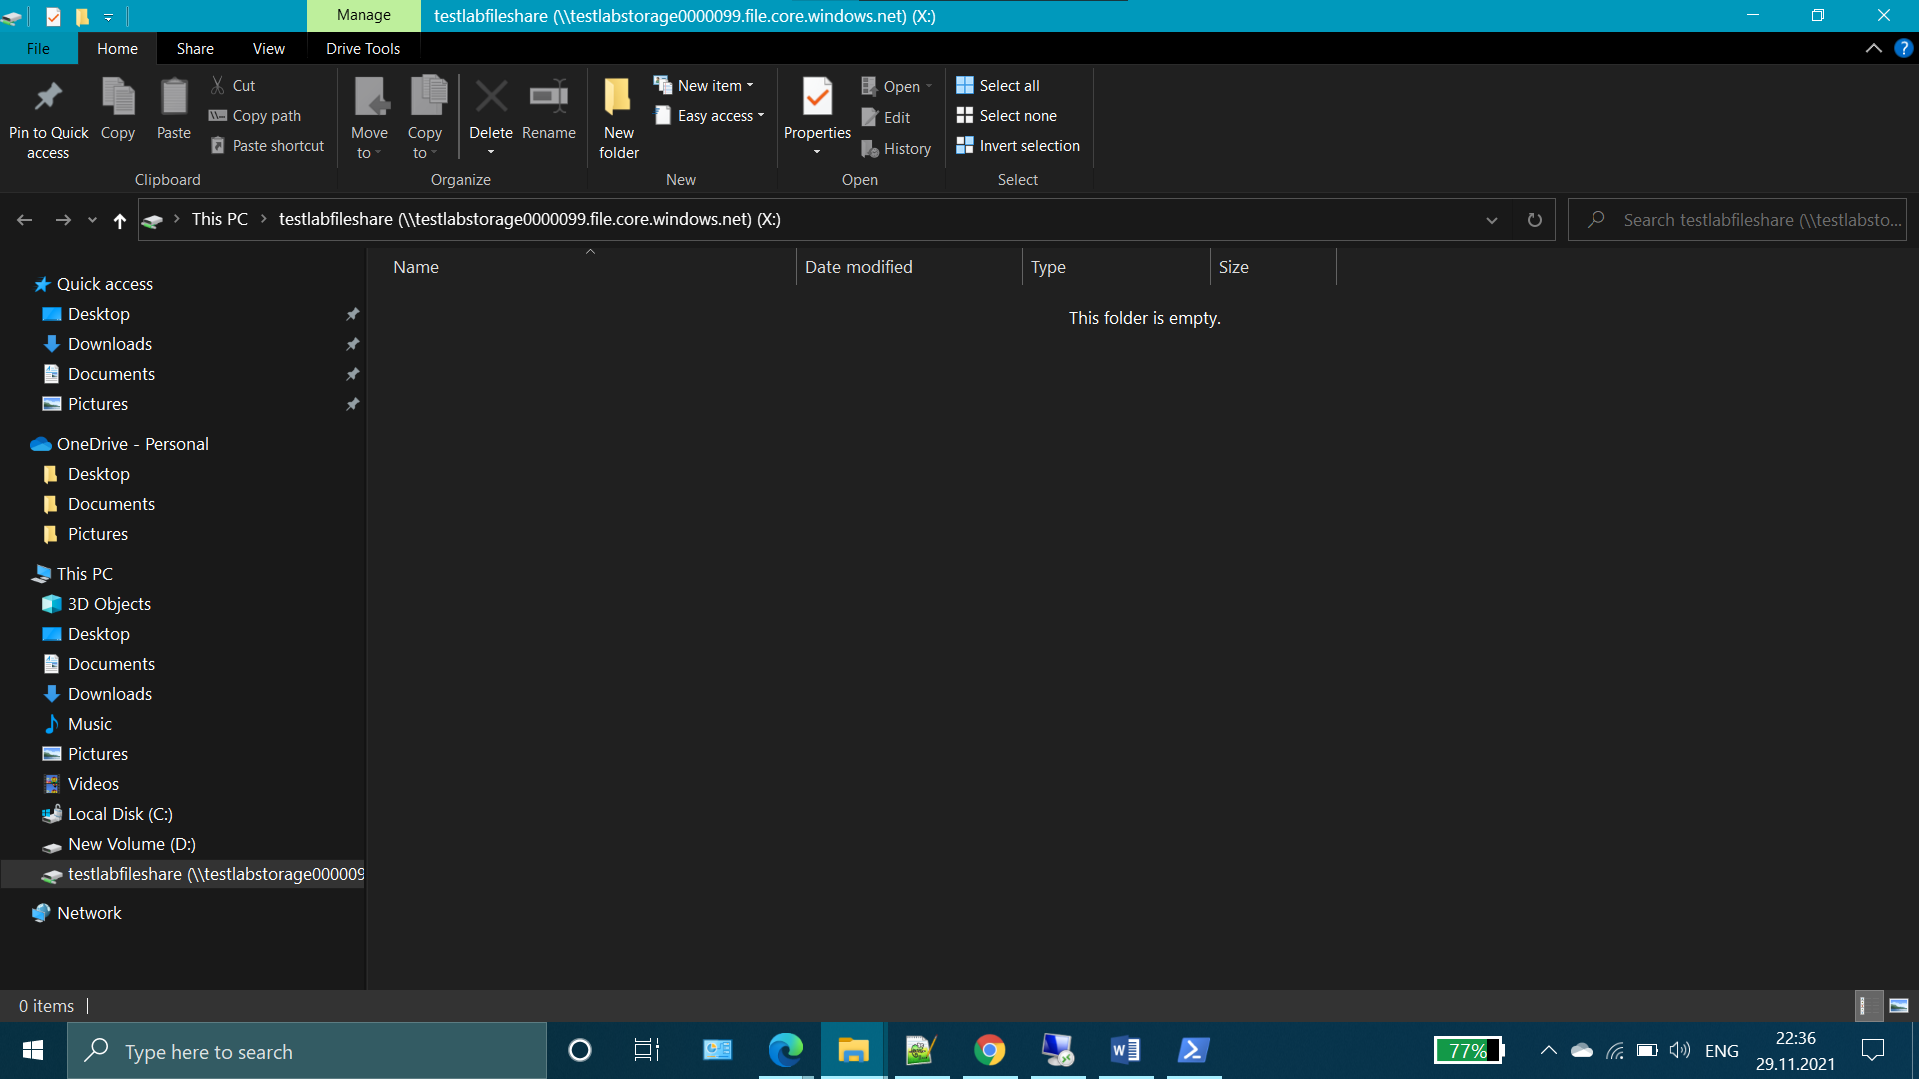 Manage
testlabfileshare (\\testlabstorage0000099.file.core.windows.net) (X:)
File
Home
Share
View
Drive Tools
Pin to Quick access
Copy
Paste
Cut
Copy path
Paste shortcut
Clipboard
Move to
Copy to
Delete
Rename
Organize
New folder
New item
Easy access
New
Properties
Open
Edit
History
Open
Select all
Select none
Invert selection
Select
This PC
testlabfileshare (\\testlabstorage0000099.file.core.windows.net) (X:)
Search testlabfileshare (\\testlabsto...
Name
Date modified
Type
Size
This folder is empty.
Quick access
Desktop
Downloads
Documents
Pictures
OneDrive - Personal
Desktop
Documents
Pictures
This PC
3D Objects
Desktop
Documents
Downloads
Music
Pictures
Videos
Local Disk (C:)
New Volume (D:)
testlabfileshare (\\testlabstorage000009
Network
0 items
Type here to search
77%
ENG
22:36
29.11.2021